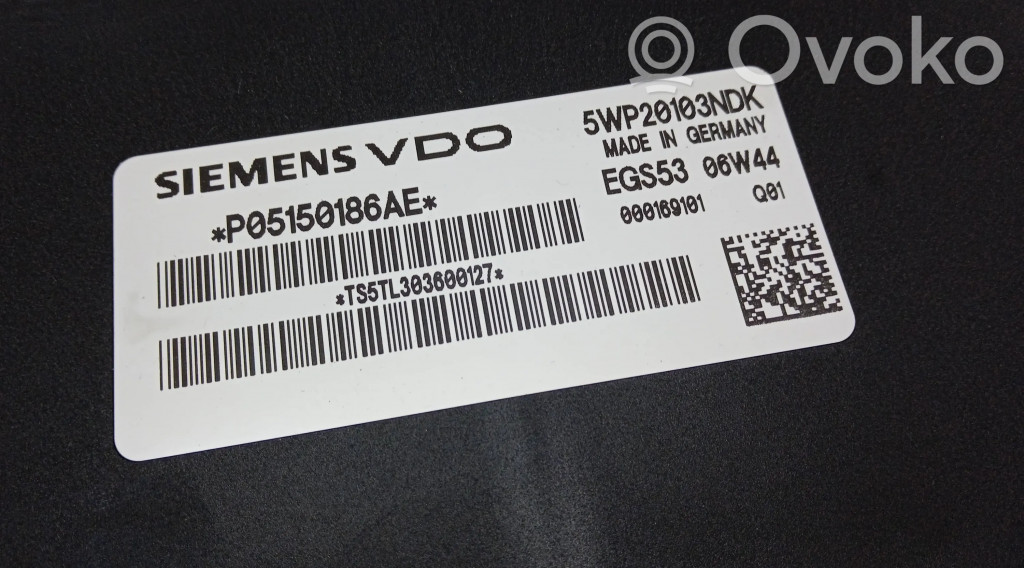 Ovoko
5WP20103NDK
MADE IN GERMANY
SIEMENS VDO
EGS53 06W44
*P05150186AE*
000169101 Q01
*TS5TL303600127*